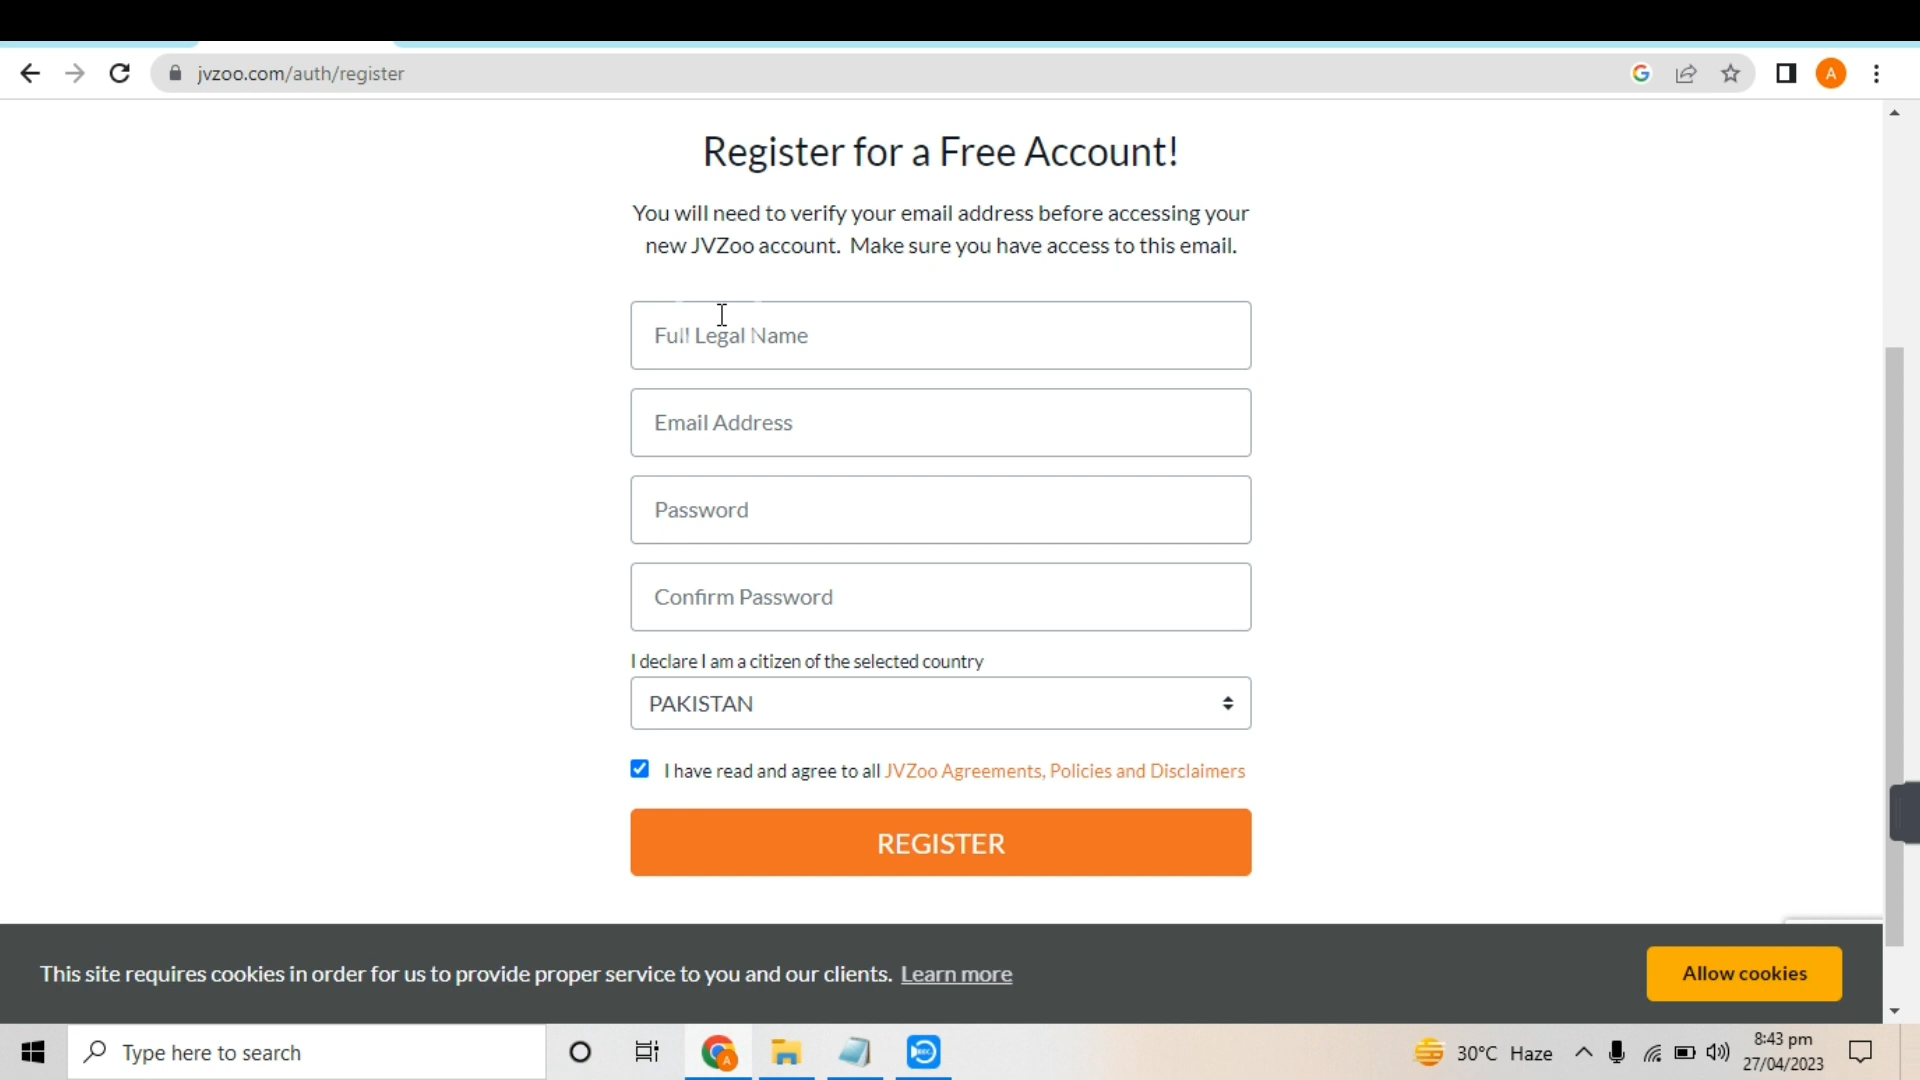 jvzoo.com/auth/register
A
Register for a Free Account!
You will need to verify your email address before accessing your
new JVZoo account. Make sure you have access to this email.
Full Legal Name
Email Address
Password
Confirm Password
I declare I am a citizen of the selected country
PAKISTAN
I have read and agree to all JVZoo Agreements, Policies and Disclaimers
REGISTER
This site requires cookies in order for us to provide proper service to you and our clients. Learn more
Allow cookies
Type here to search
A
REC
30°C Haze
8:43 pm
27/04/2023